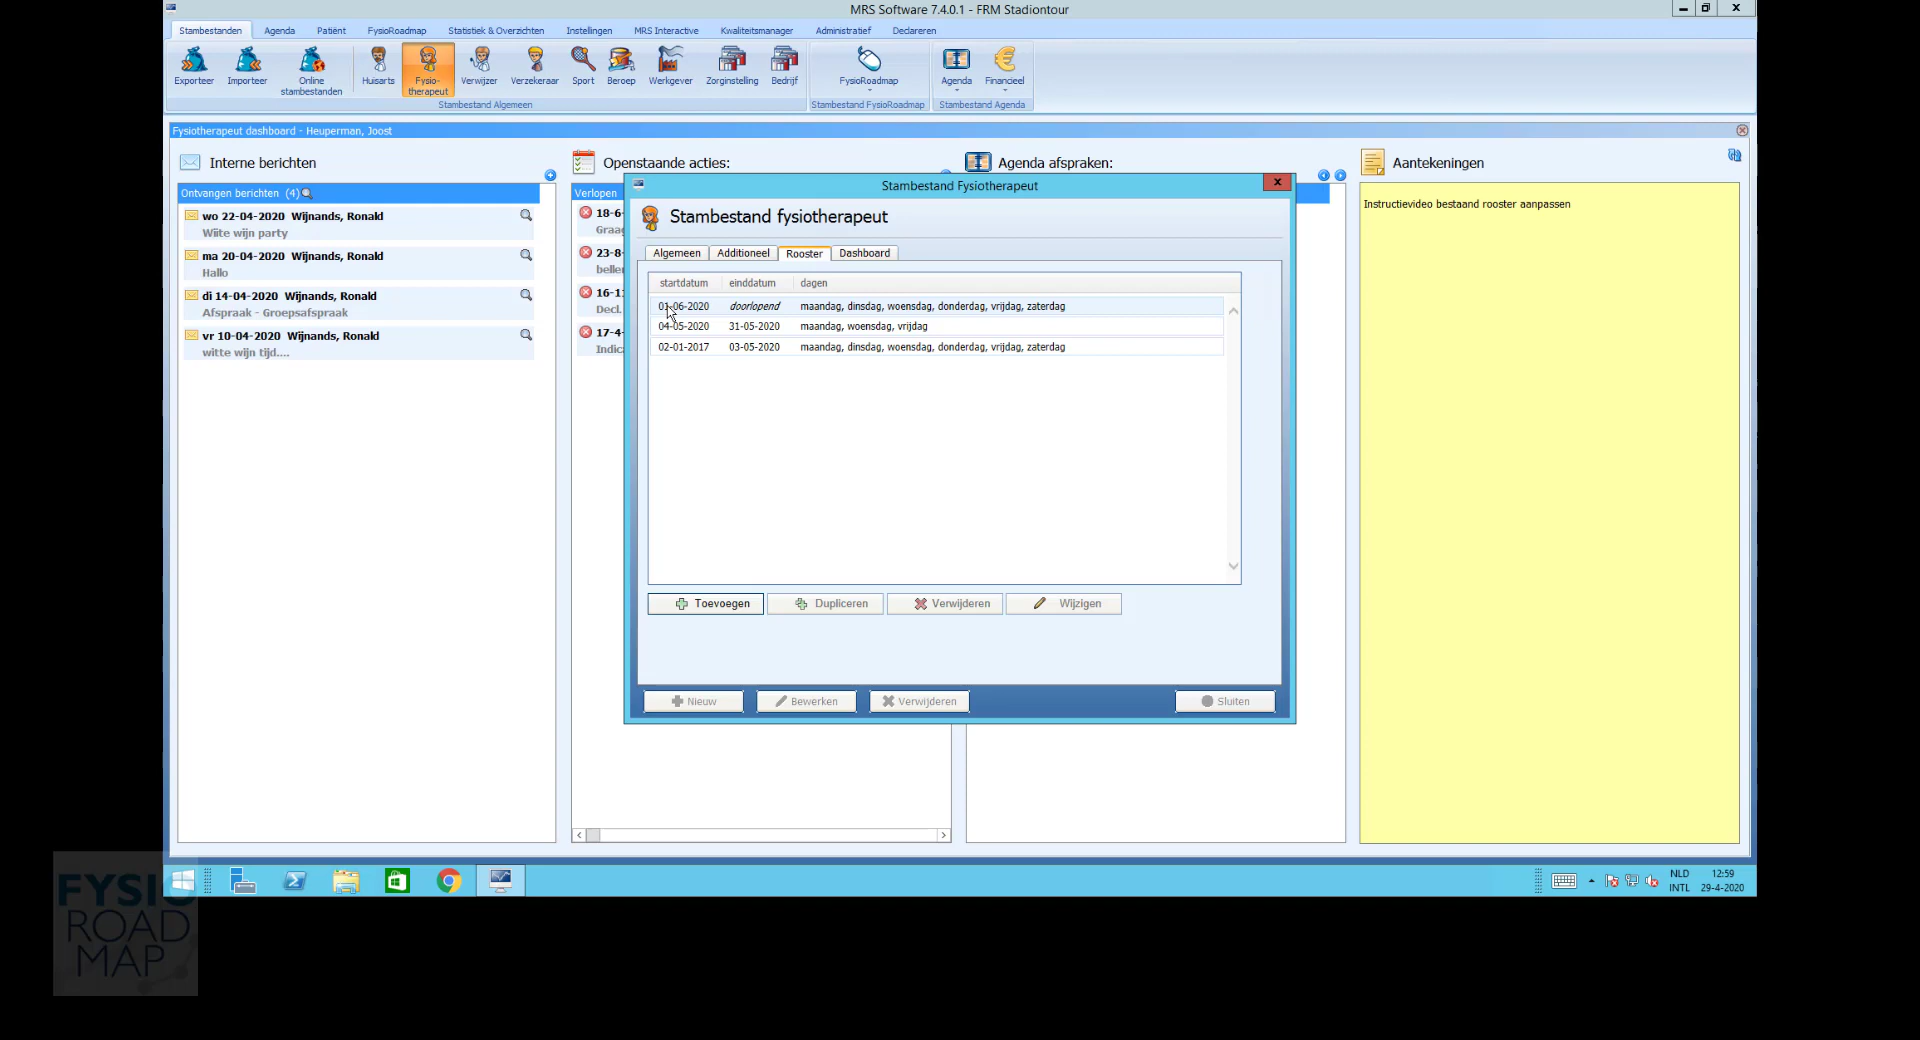 MRS Software 7.4.0.1 - FRM Stadiontour
Stambestanden Agenda Patiënt FysioRoadmap Statistiek & Overzichten Instellingen MRS Interactive Kwaliteitsmanager Administratief Declareren
Exporteer Importeer Online stambestanden Huisarts Fysio-therapeut Verwijzer Verzekeraar Sport Beroep Werkgever Zorginstelling Bedrijf FysioRoadmap Agenda Financieel
Stambestand Algemeen Stambestand FysioRoadmap Stambestand Agenda
Fysiotherapeut dashboard - Heuperman, Joost
Interne berichten
Ontvangen berichten (4)
wo 22-04-2020 Wijnands, Ronald
Wiite wijn party
ma 20-04-2020 Wijnands, Ronald
Hallo
di 14-04-2020 Wijnands, Ronald
Afspraak - Groepsafspraak
vr 10-04-2020 Wijnands, Ronald
witte wijn tijd....
Openstaande acties:
Verlopen
18-6-
Graag
23-8-
belle
16-1
Decl.
17-4-
Indic
Agenda afspraken:
Aantekeningen
Instructievideo bestaand rooster aanpassen
Stambestand Fysiotherapeut
Stambestand fysiotherapeut
Algemeen Additioneel Rooster Dashboard
startdatum einddatum dagen
01-06-2020 doorlopend maandag, dinsdag, woensdag, donderdag, vrijdag, zaterdag
04-05-2020 31-05-2020 maandag, woensdag, vrijdag
02-01-2017 03-05-2020 maandag, dinsdag, woensdag, donderdag, vrijdag, zaterdag
Toevoegen Dupliceren Verwijderen Wijzigen
Nieuw Bewerken Verwijderen Sluiten
NLD 12:59
INTL 29-4-2020
FYSIO
ROAD
MAP